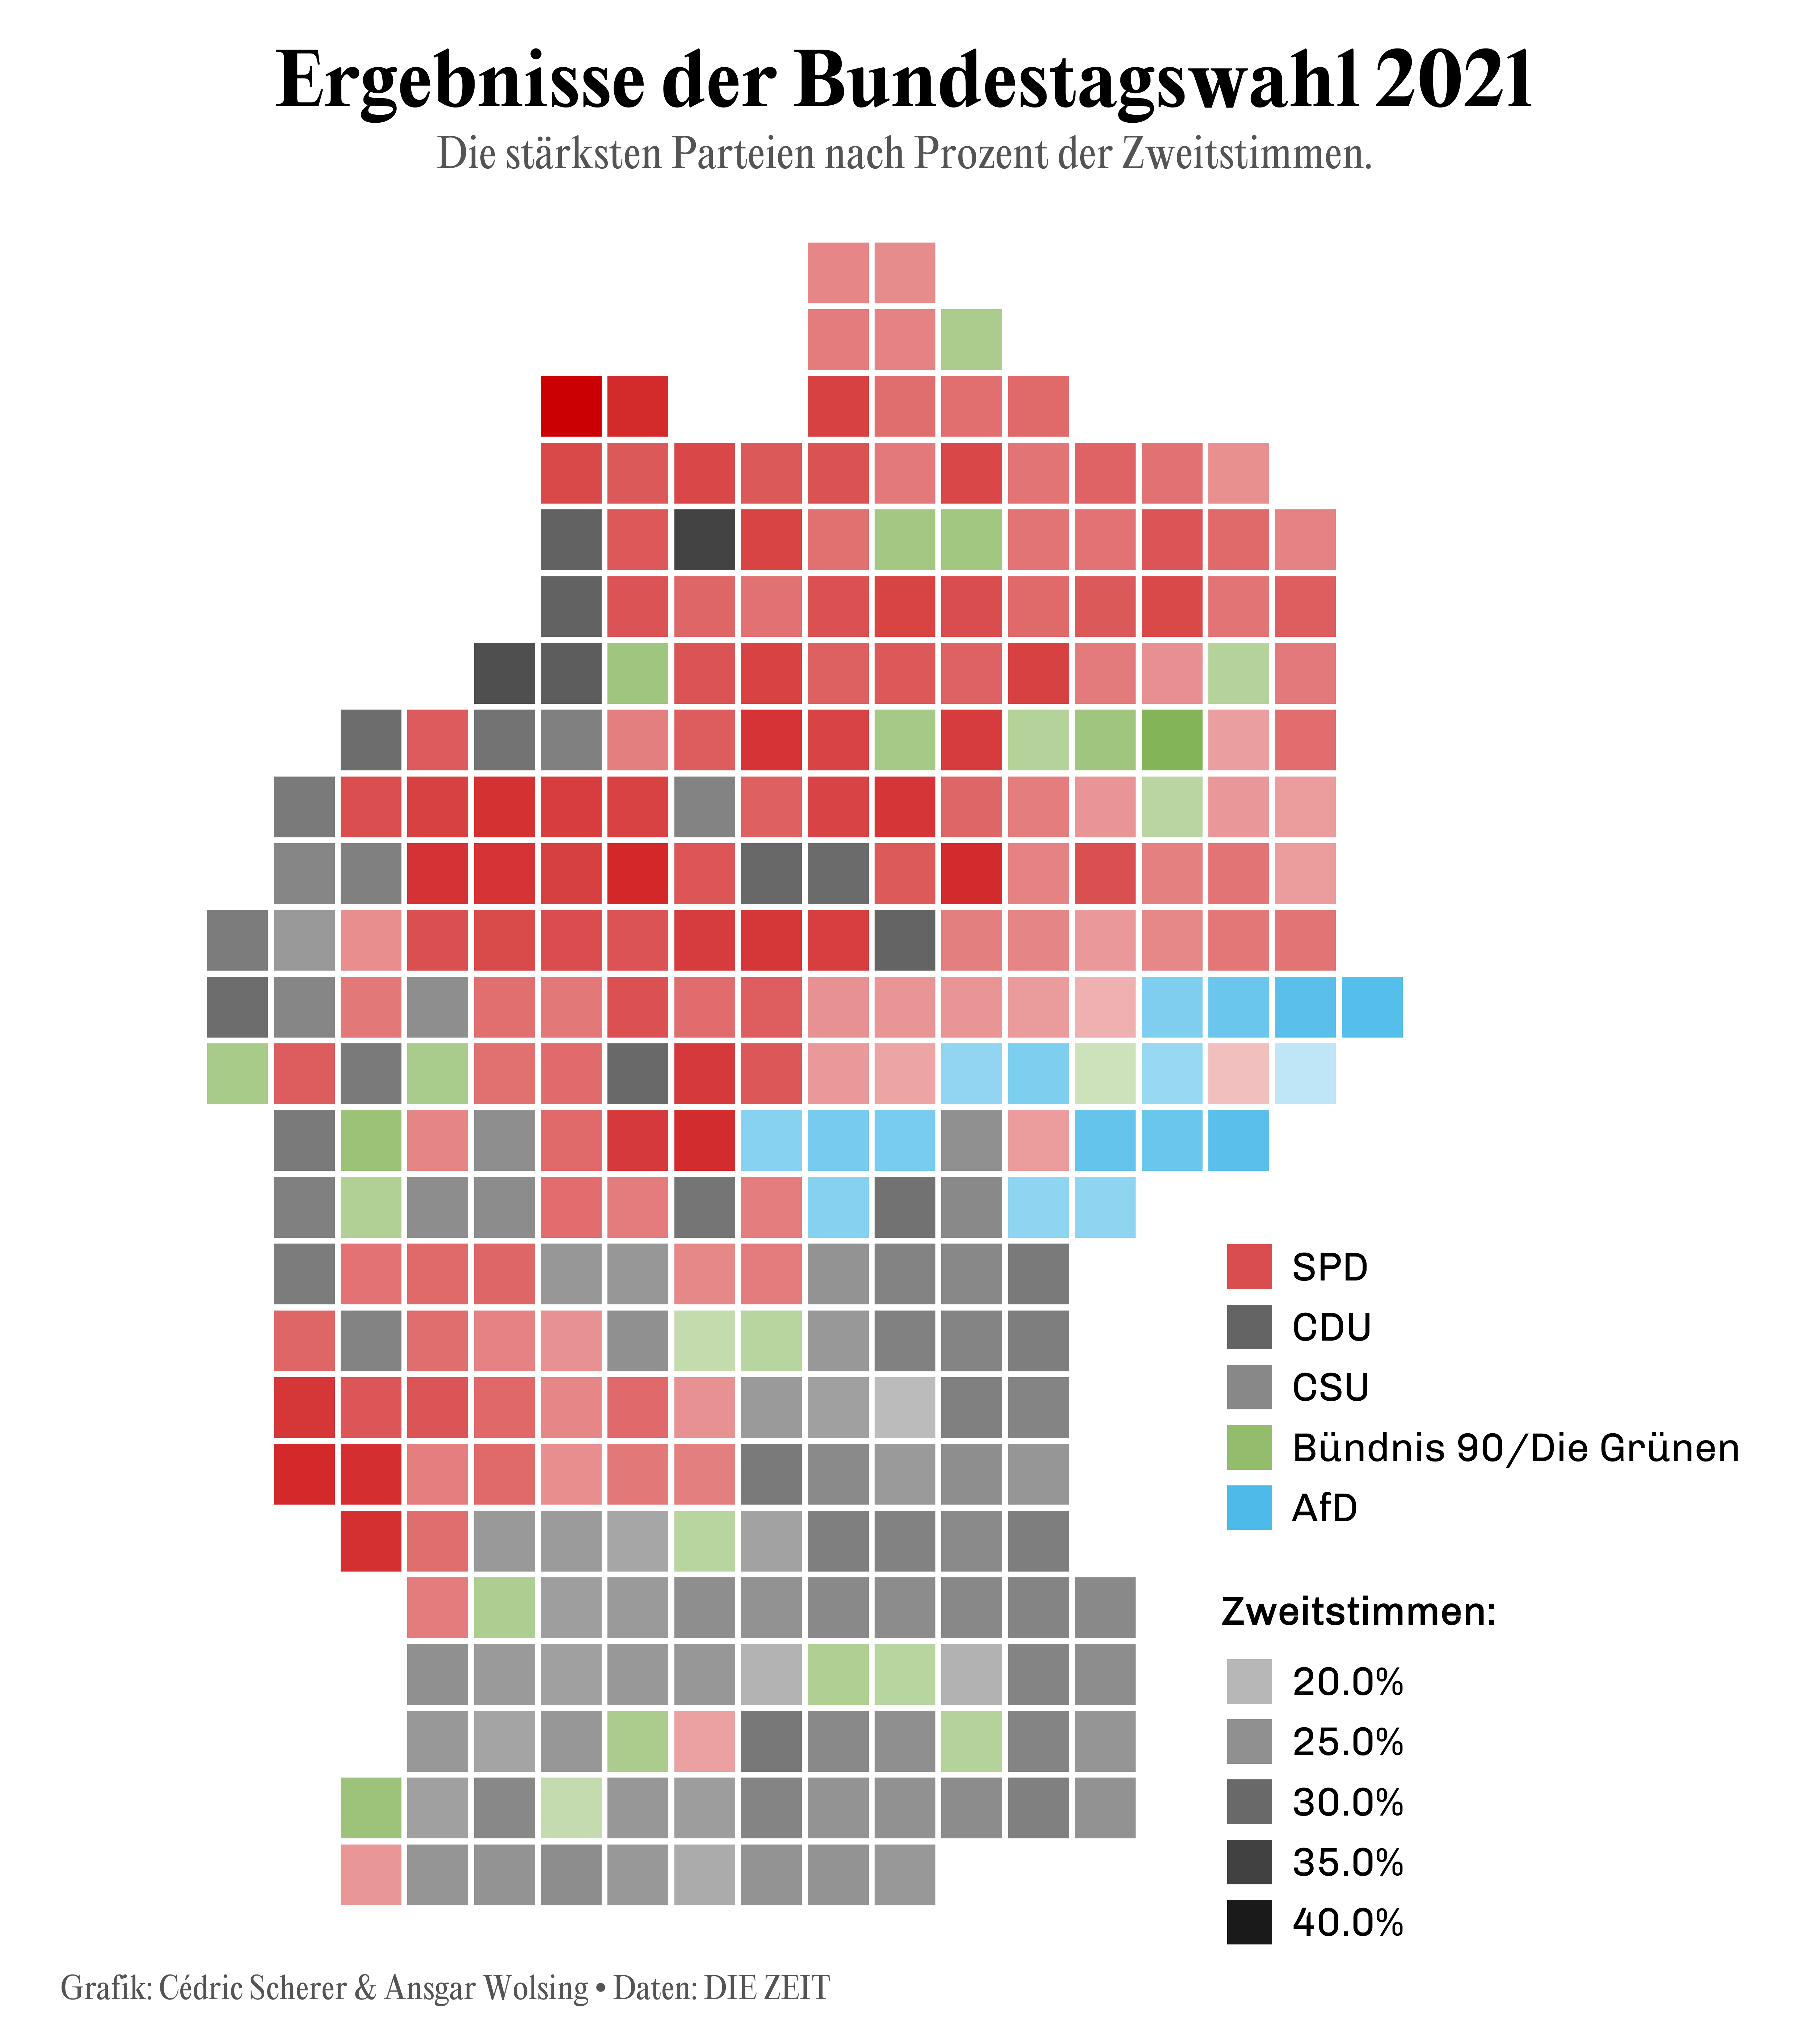 Ergebnisse der Bundestagswahl 2021
Die stärksten Parteien nach Prozent der Zweitstimmen.
SPD
CDU
CSU
Bündnis 90/Die Grünen
AfD
Zweitstimmen:
20.0%
25.0%
30.0%
35.0%
40.0%
Grafik: Cédric Scherer & Ansgar Wolsing • Daten: DIE ZEIT